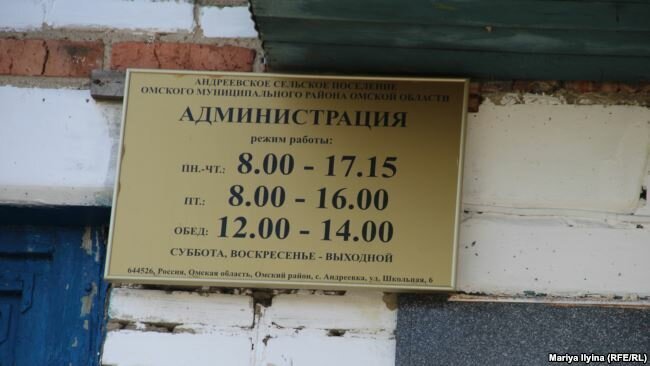 АНДРЕЕВСКОЕ СЕЛЬСКОЕ ПОСЕЛЕНИЕ
ОМСКОГО МУНИЦИПАЛЬНОГО РАЙОНА ОМСКОЙ ОБЛАСТИ
АДМИНИСТРАЦИЯ
режим работы:
ПН.-ЧТ.: 8.00 - 17.15
ПТ.: 8.00 - 16.00
ОБЕД: 12.00 - 14.00
СУББОТА, ВОСКРЕСЕНЬЕ - ВЫХОДНОЙ
644526, Россия, Омская область, Омский район, с. Андреевка, ул. Школьная, 6
Mariya Ilyina (RFE/RL)